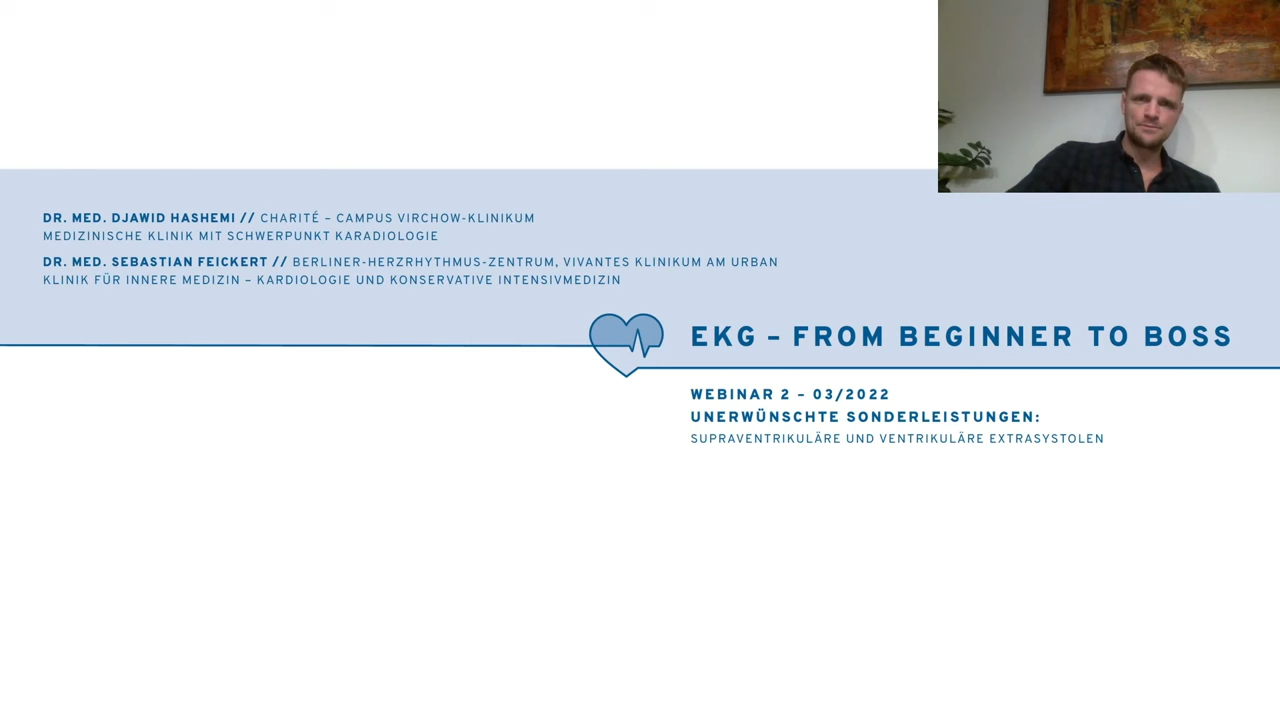 DR. MED. DJAWID HASHEMI // CHARITÉ – CAMPUS VIRCHOW-KLINIKUM
MEDIZINISCHE KLINIK MIT SCHWERPUNKT KARADIOLOGIE
DR. MED. SEBASTIAN FEICKERT // BERLINER-HERZRHYTHMUS-ZENTRUM, VIVANTES KLINIKUM AM URBAN
KLINIK FÜR INNERE MEDIZIN – KARDIOLOGIE UND KONSERVATIVE INTENSIVMEDIZIN
EKG – FROM BEGINNER TO BOSS
WEBINAR 2 – 03/2022
UNERWÜNSCHTE SONDERLEISTUNGEN:
SUPRAVENTRIKULÄRE UND VENTRIKULÄRE EXTRASYSTOLEN